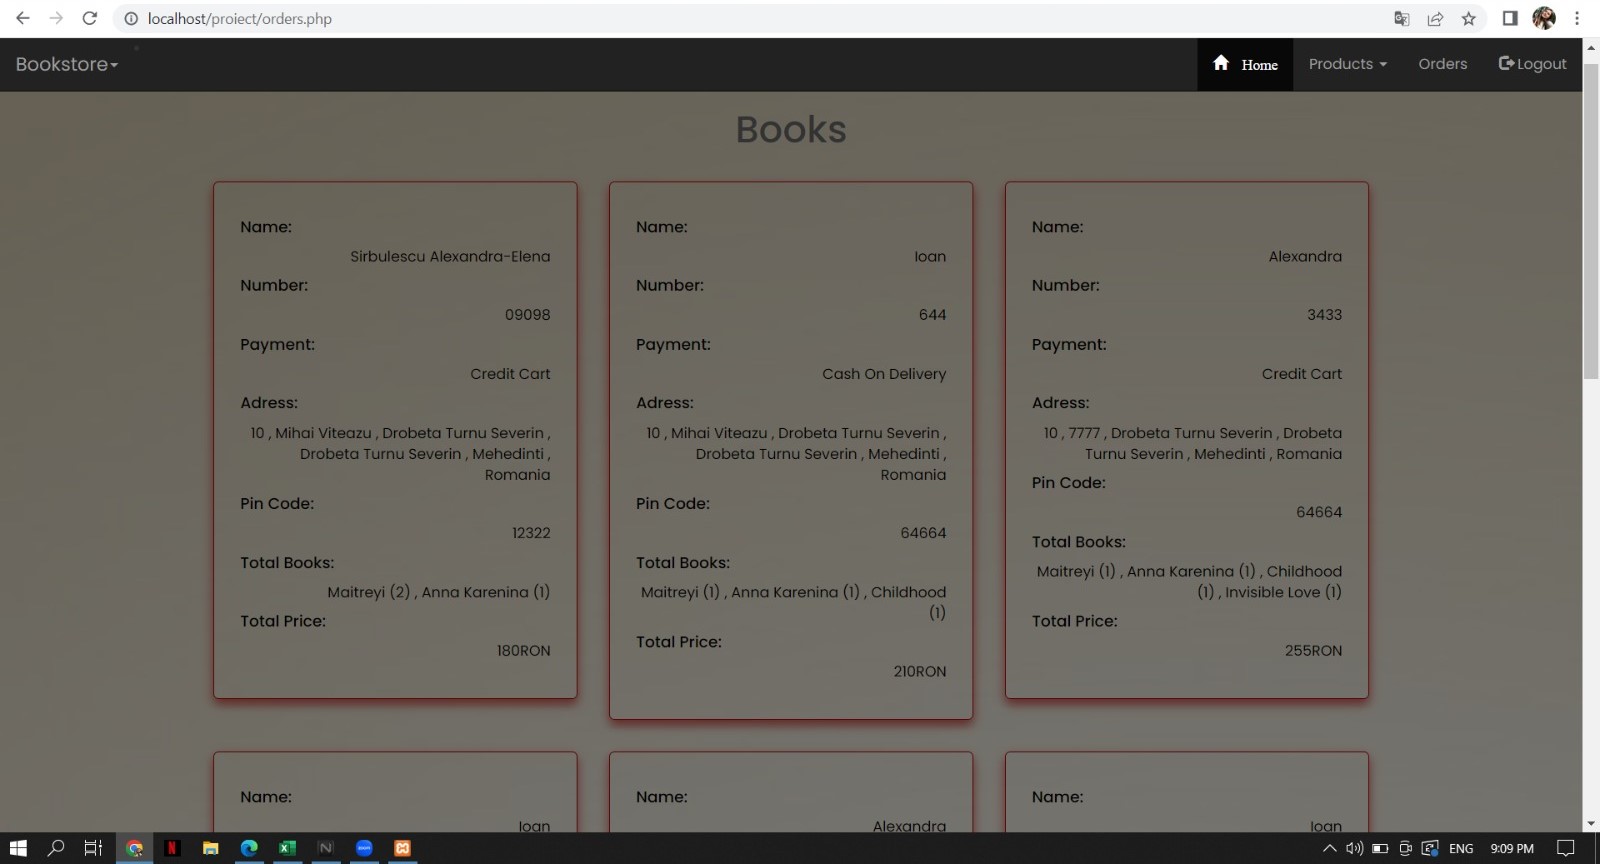 localhost/proiect/orders.php
Bookstore
Home
Products
Orders
Logout
Books
Name:
Sirbulescu Alexandra-Elena
Number:
09098
Payment:
Credit Cart
Adress:
10 , Mihai Viteazu , Drobeta Turnu Severin ,
Drobeta Turnu Severin , Mehedinti ,
Romania
Pin Code:
12322
Total Books:
Maitreyi (2) , Anna Karenina (1)
Total Price:
180RON
Name:
Ioan
Number:
644
Payment:
Cash On Delivery
Adress:
10 , Mihai Viteazu , Drobeta Turnu Severin ,
Drobeta Turnu Severin , Mehedinti ,
Romania
Pin Code:
64664
Total Books:
Maitreyi (1) , Anna Karenina (1) , Childhood
(1)
Total Price:
210RON
Name:
Alexandra
Number:
3433
Payment:
Credit Cart
Adress:
10 , 7777 , Drobeta Turnu Severin , Drobeta
Turnu Severin , Mehedinti , Romania
Pin Code:
64664
Total Books:
Maitreyi (1) , Anna Karenina (1) , Childhood
(1) , Invisible Love (1)
Total Price:
255RON
Name:
Ioan
Name:
Alexandra
Name:
Ioan
ENG
9:09 PM